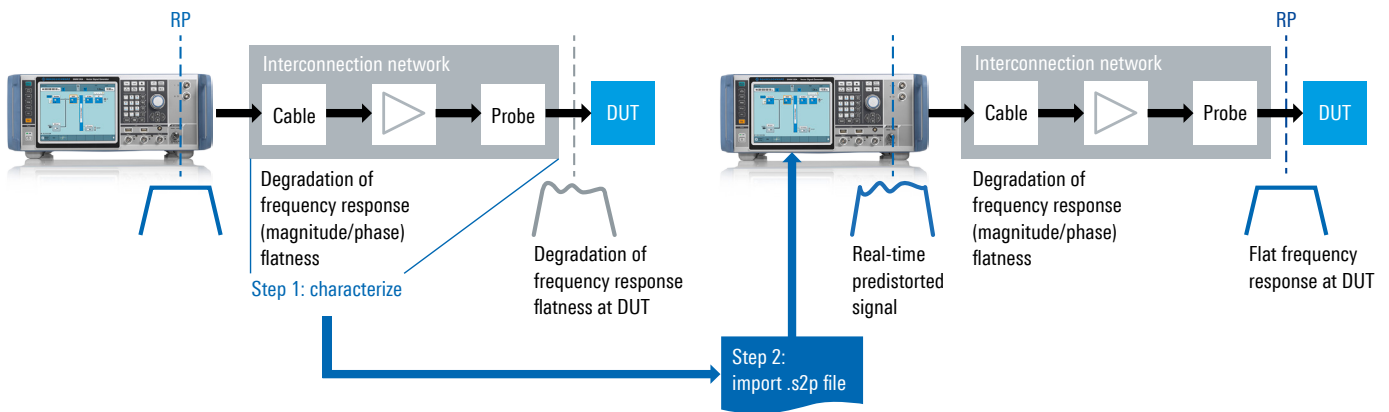 RP
Interconnection network
Cable
Probe
DUT
Degradation of
frequency response
(magnitude/phase)
flatness
Step 1: characterize
Degradation of
frequency response
flatness at DUT
Step 2:
import .s2p file
RP
Interconnection network
Cable
Probe
DUT
Real-time
predistorted
signal
Degradation of
frequency response
(magnitude/phase)
flatness
Flat frequency
response at DUT